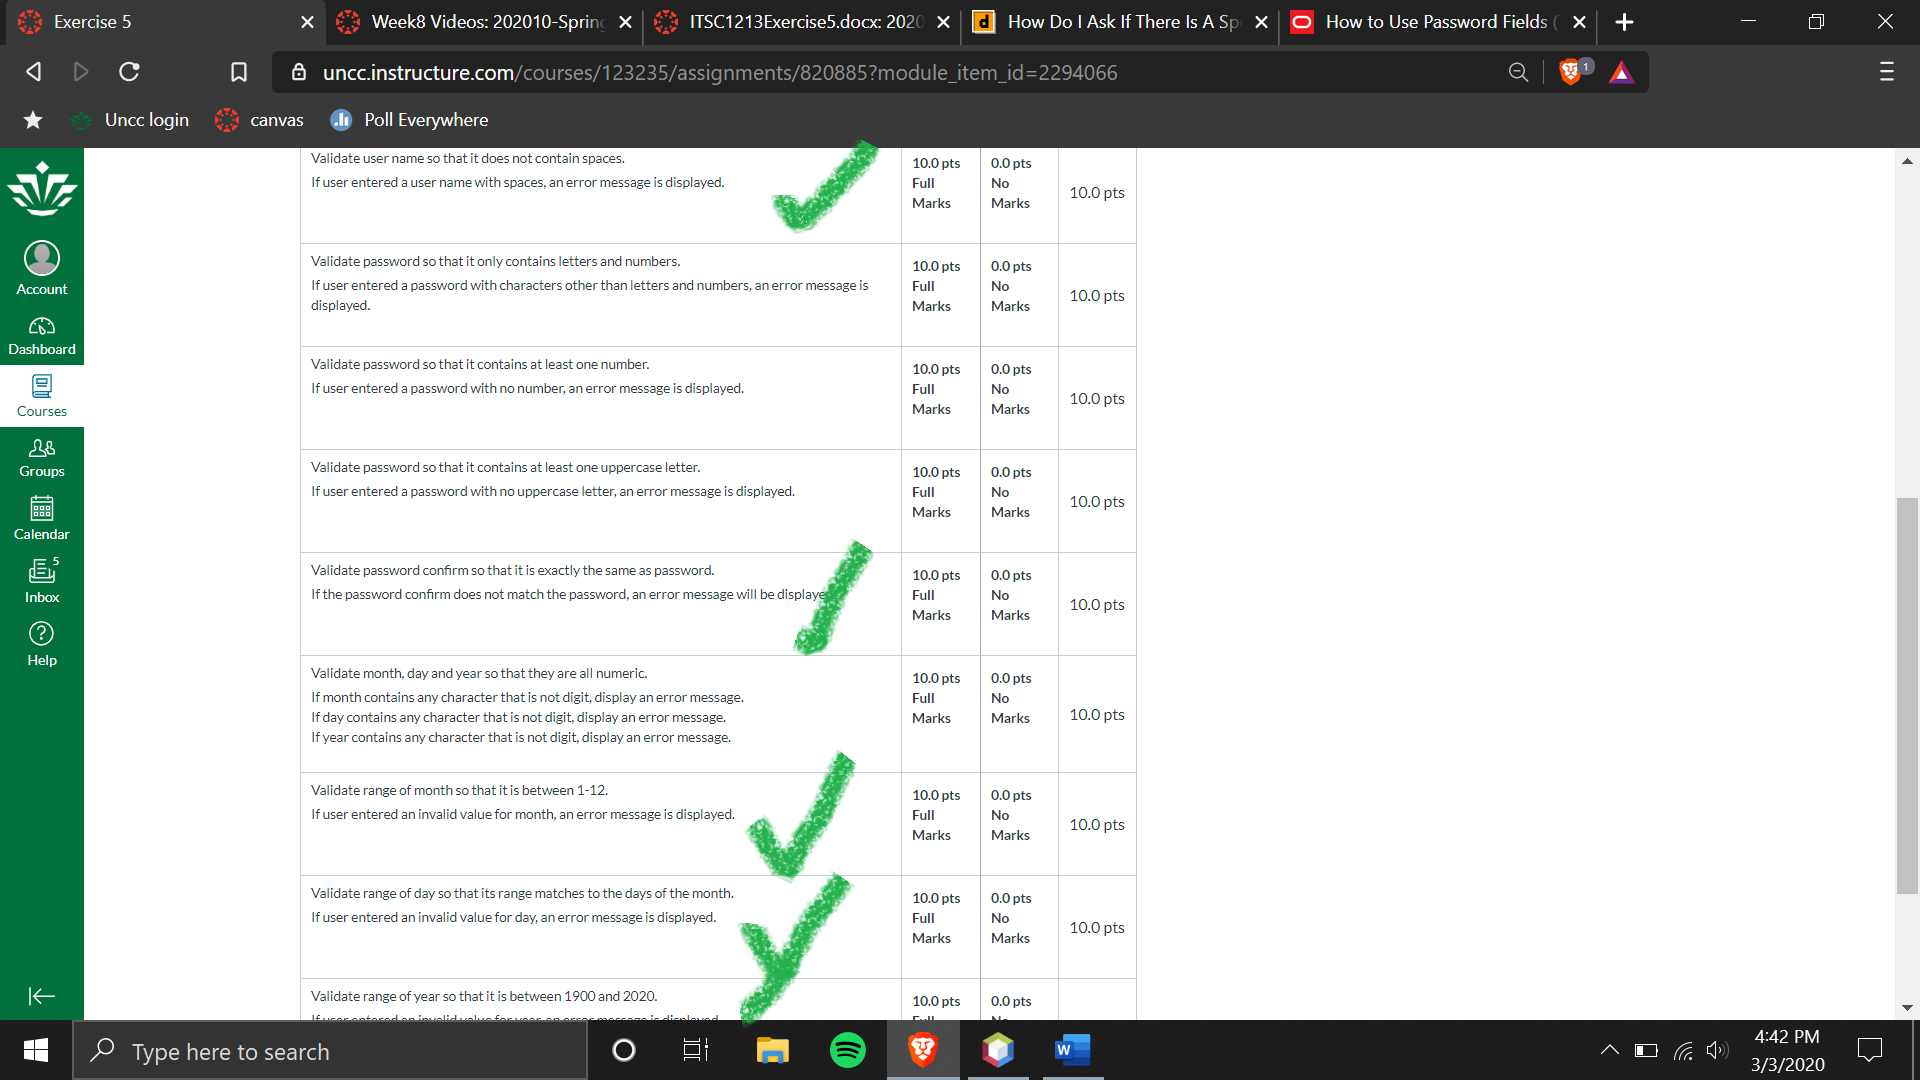 Exercise 5
Week8 Videos: 202010-Spring
ITSC1213Exercise5.docx: 2020
How Do I Ask If There Is A Sp
How to Use Password Fields (
uncc.instructure.com/courses/123235/assignments/820885?module_item_id=2294066
1
Uncc login
canvas
Poll Everywhere
Account
Dashboard
Courses
Groups
Calendar
5
Inbox
Help
Validate user name so that it does not contain spaces.
If user entered a user name with spaces, an error message is displayed.
10.0 pts
Full
Marks
0.0 pts
No
Marks
10.0 pts
Validate password so that it only contains letters and numbers.
If user entered a password with characters other than letters and numbers, an error message is
displayed.
10.0 pts
Full
Marks
0.0 pts
No
Marks
10.0 pts
Validate password so that it contains at least one number.
If user entered a password with no number, an error message is displayed.
10.0 pts
Full
Marks
0.0 pts
No
Marks
10.0 pts
Validate password so that it contains at least one uppercase letter.
If user entered a password with no uppercase letter, an error message is displayed.
10.0 pts
Full
Marks
0.0 pts
No
Marks
10.0 pts
Validate password confirm so that it is exactly the same as password.
If the password confirm does not match the password, an error message will be displaye
10.0 pts
Full
Marks
0.0 pts
No
Marks
10.0 pts
Validate month, day and year so that they are all numeric.
If month contains any character that is not digit, display an error message.
If day contains any character that is not digit, display an error message.
If year contains any character that is not digit, display an error message.
10.0 pts
Full
Marks
0.0 pts
No
Marks
10.0 pts
Validate range of month so that it is between 1-12.
If user entered an invalid value for month, an error message is displayed.
10.0 pts
Full
Marks
0.0 pts
No
Marks
10.0 pts
Validate range of day so that its range matches to the days of the month.
If user entered an invalid value for day, an error message is displayed.
10.0 pts
Full
Marks
0.0 pts
No
Marks
10.0 pts
Validate range of year so that it is between 1900 and 2020.
If user entered an invalid value for year, an error message is displayed.
10.0 pts
Full
0.0 pts
No
Type here to search
4:42 PM
3/3/2020